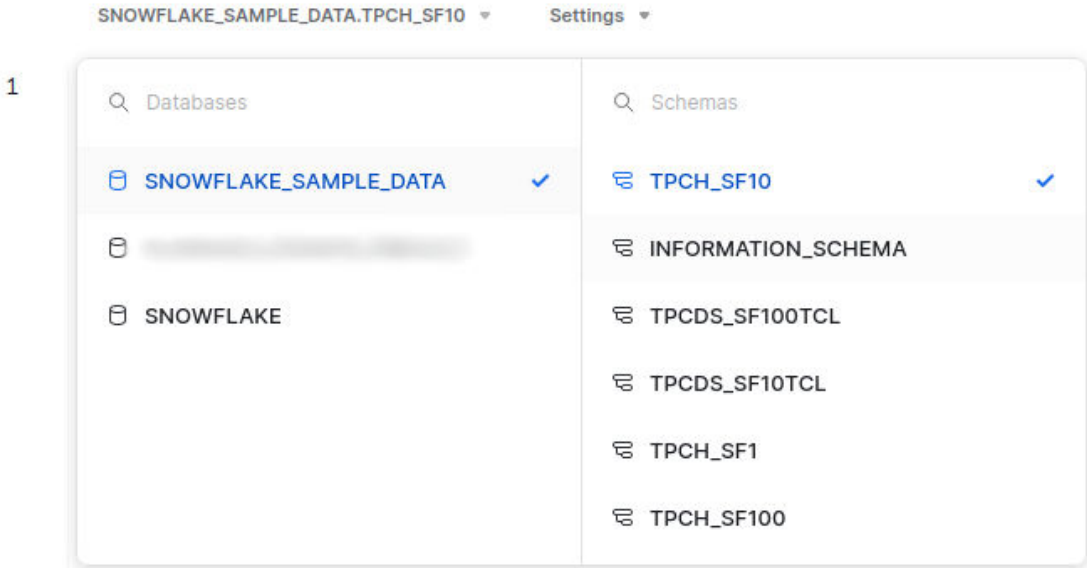 SNOWFLAKE_SAMPLE_DATA.TPCH_SF10 Settings
1
Databases
SNOWFLAKE_SAMPLE_DATA
SNOWFLAKE
Schemas
TPCH_SF10
INFORMATION_SCHEMA
TPCDS_SF100TCL
TPCDS_SF10TCL
TPCH_SF1
TPCH_SF100